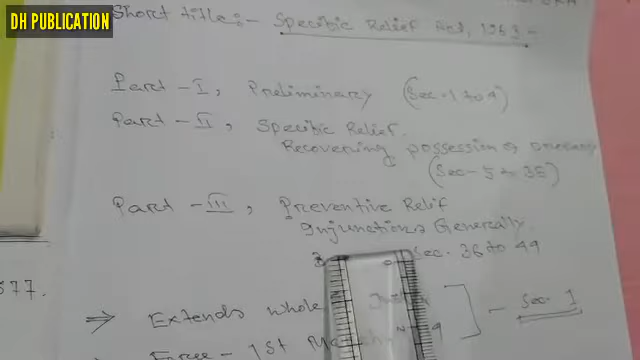 DH PUBLICATION
Short title:- Specific Relief Act, 1963-
Part - I, Preliminary (Sec-1 to 4)
Part - II, Specific Relief.
Recovering possession of
(Sec- 5 to 35)
Part - III, Preventive Relif
Injunctions Generally
Sec. 36 to 44
577.
⇒ Extends whole - Sec. 1
Force - 1st March